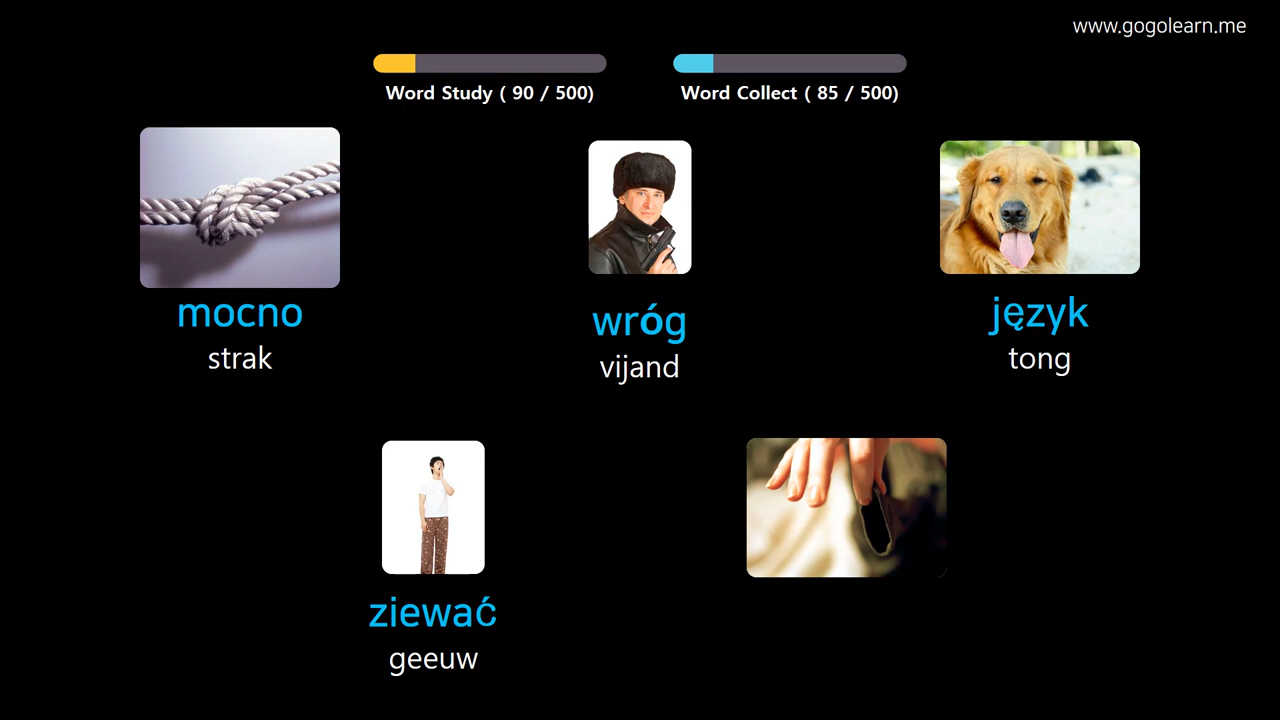 www.gogolearn.me
Word Study ( 90 / 500)
Word Collect ( 85 / 500)
mocno
strak
wróg
vijand
język
tong
ziewać
geeuw